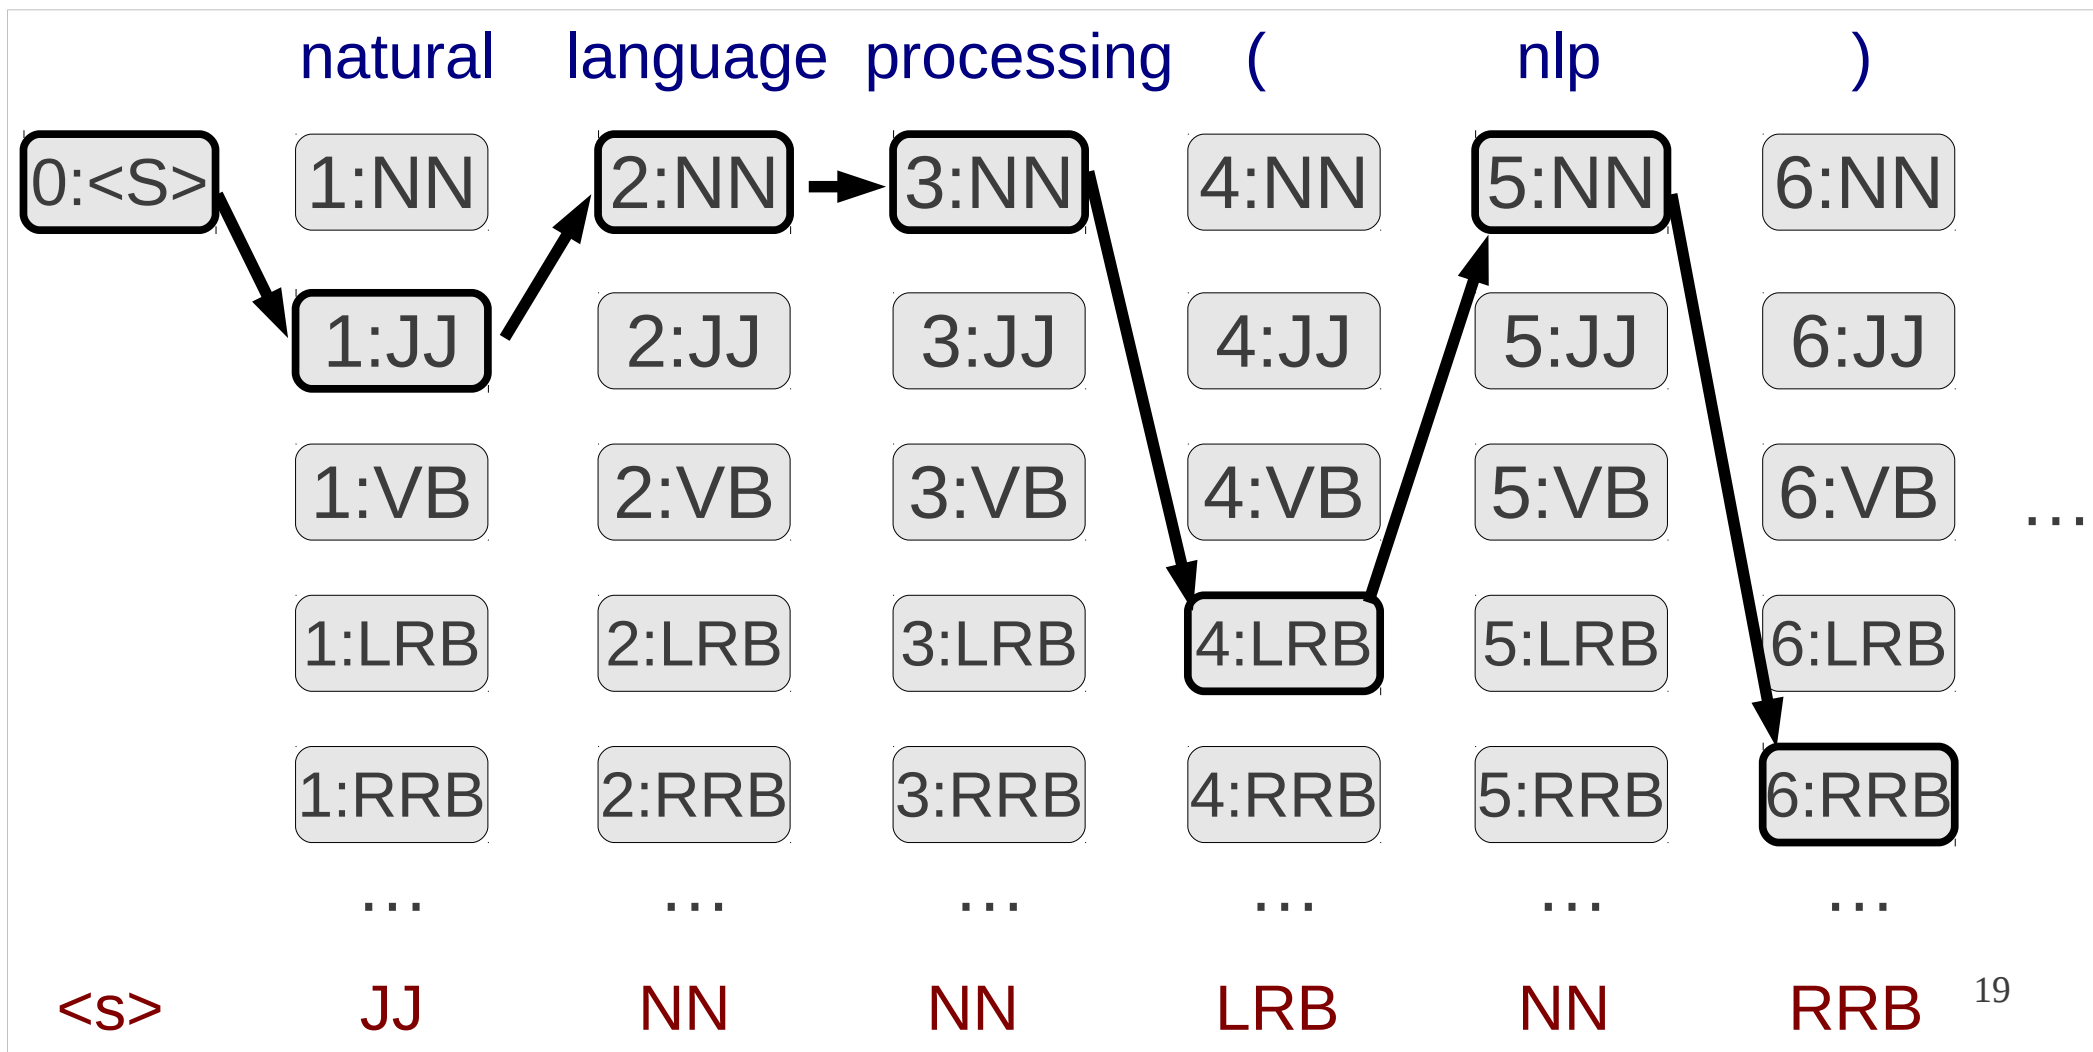 natural language processing ( nlp )
0:<S> 1:NN 2:NN 3:NN 4:NN 5:NN 6:NN
1:JJ 2:JJ 3:JJ 4:JJ 5:JJ 6:JJ
1:VB 2:VB 3:VB 4:VB 5:VB 6:VB …
1:LRB 2:LRB 3:LRB 4:LRB 5:LRB 6:LRB
1:RRB 2:RRB 3:RRB 4:RRB 5:RRB 6:RRB
… … … … … …
<s> JJ NN NN LRB NN RRB 19